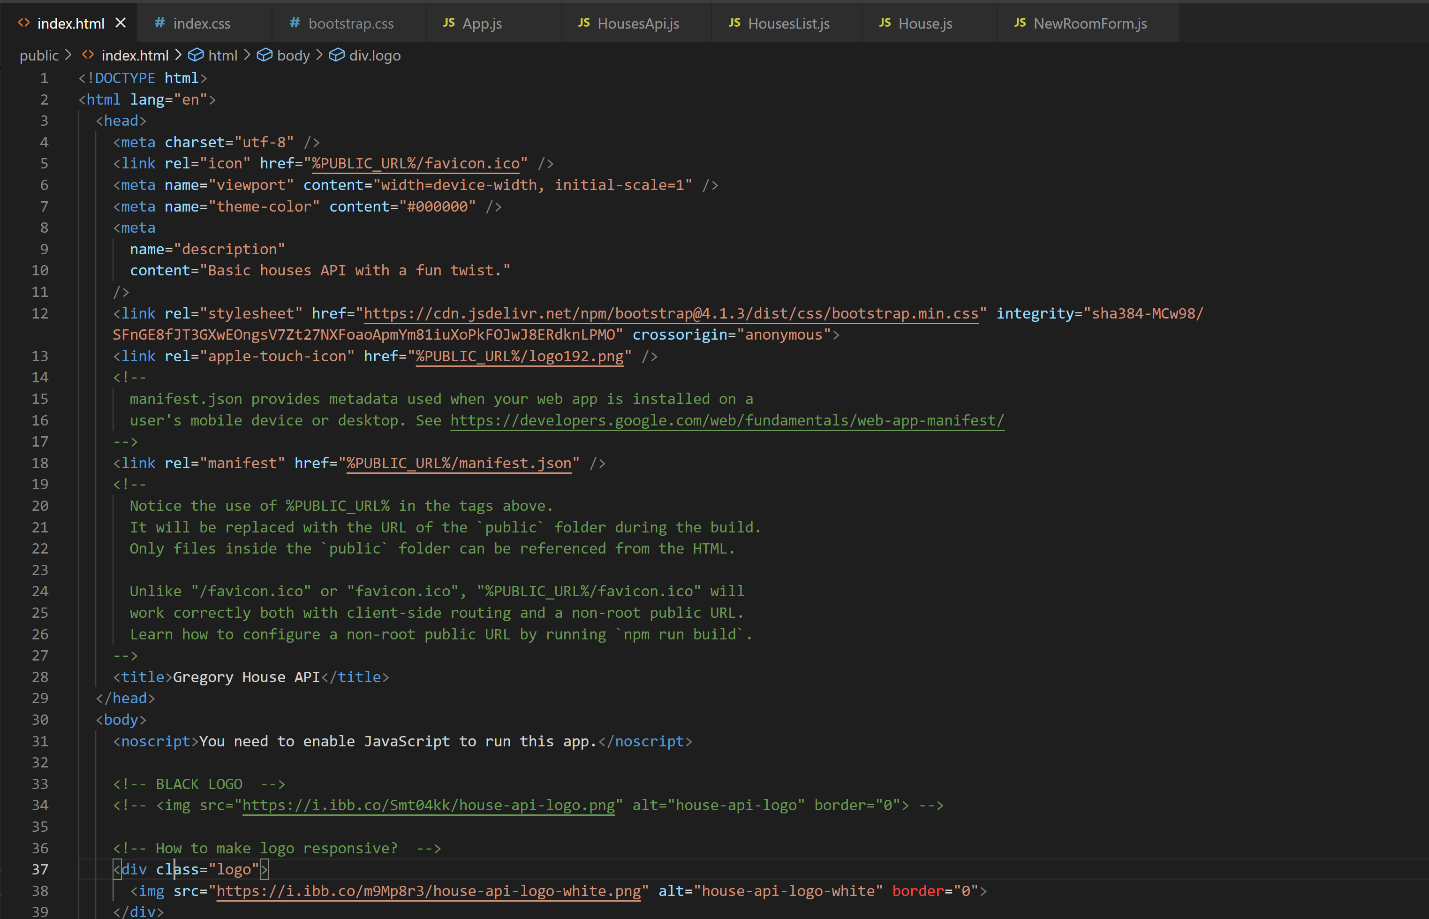 index.html
index.css
bootstrap.css
App.js
HousesApi.js
HousesList.js
House.js
NewRoomForm.js
public > index.html > html > body > div.logo
1 <!DOCTYPE html>
2 <html lang="en">
3 <head>
4 <meta charset="utf-8" />
5 <link rel="icon" href="%PUBLIC_URL%/favicon.ico" />
6 <meta name="viewport" content="width=device-width, initial-scale=1" />
7 <meta name="theme-color" content="#000000" />
8 <meta
9 name="description"
10 content="Basic houses API with a fun twist."
11 />
12 <link rel="stylesheet" href="https://cdn.jsdelivr.net/npm/bootstrap@4.1.3/dist/css/bootstrap.min.css" integrity="sha384-MCw98/
SFnGE8fJT3GXwEOngsV7Zt27NXFoaoApmYm81iuXoPkFOJwJ8ERdknLPMO" crossorigin="anonymous">
13 <link rel="apple-touch-icon" href="%PUBLIC_URL%/logo192.png" />
14 <!--
15 manifest.json provides metadata used when your web app is installed on a
16 user's mobile device or desktop. See https://developers.google.com/web/fundamentals/web-app-manifest/
17 -->
18 <link rel="manifest" href="%PUBLIC_URL%/manifest.json" />
19 <!--
20 Notice the use of %PUBLIC_URL% in the tags above.
21 It will be replaced with the URL of the `public` folder during the build.
22 Only files inside the `public` folder can be referenced from the HTML.
23
24 Unlike "/favicon.ico" or "favicon.ico", "%PUBLIC_URL%/favicon.ico" will
25 work correctly both with client-side routing and a non-root public URL.
26 Learn how to configure a non-root public URL by running `npm run build`.
27 -->
28 <title>Gregory House API</title>
29 </head>
30 <body>
31 <noscript>You need to enable JavaScript to run this app.</noscript>
32
33 <!-- BLACK LOGO -->
34 <!-- <img src="https://i.ibb.co/Smt04kk/house-api-logo.png" alt="house-api-logo" border="0"> -->
35
36 <!-- How to make logo responsive? -->
37 <div class="logo">
38 <img src="https://i.ibb.co/m9Mp8r3/house-api-logo-white.png" alt="house-api-logo-white" border="0">
39 </div>